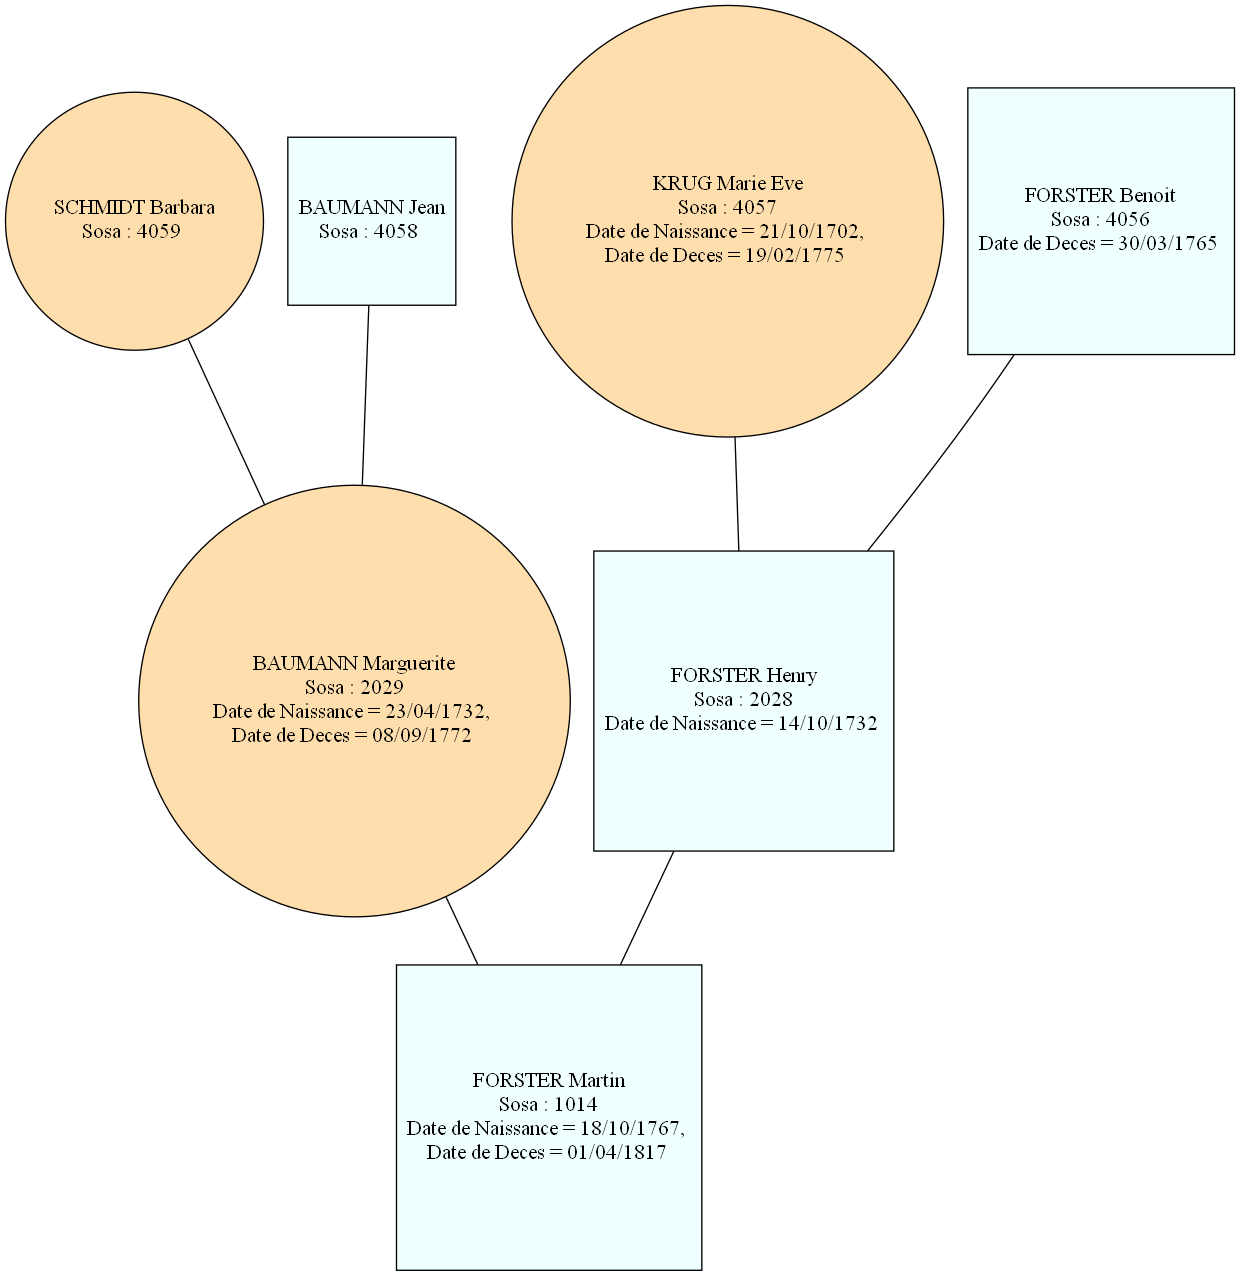 SCHMIDT Barbara
Sosa : 4059
BAUMANN Jean
Sosa : 4058
KRUG Marie Eve
Sosa : 4057
Date de Naissance = 21/10/1702,
Date de Deces = 19/02/1775
FORSTER Benoit
Sosa : 4056
Date de Deces = 30/03/1765
BAUMANN Marguerite
Sosa : 2029
Date de Naissance = 23/04/1732,
Date de Deces = 08/09/1772
FORSTER Henry
Sosa : 2028
Date de Naissance = 14/10/1732
FORSTER Martin
Sosa : 1014
Date de Naissance = 18/10/1767,
Date de Deces = 01/04/1817